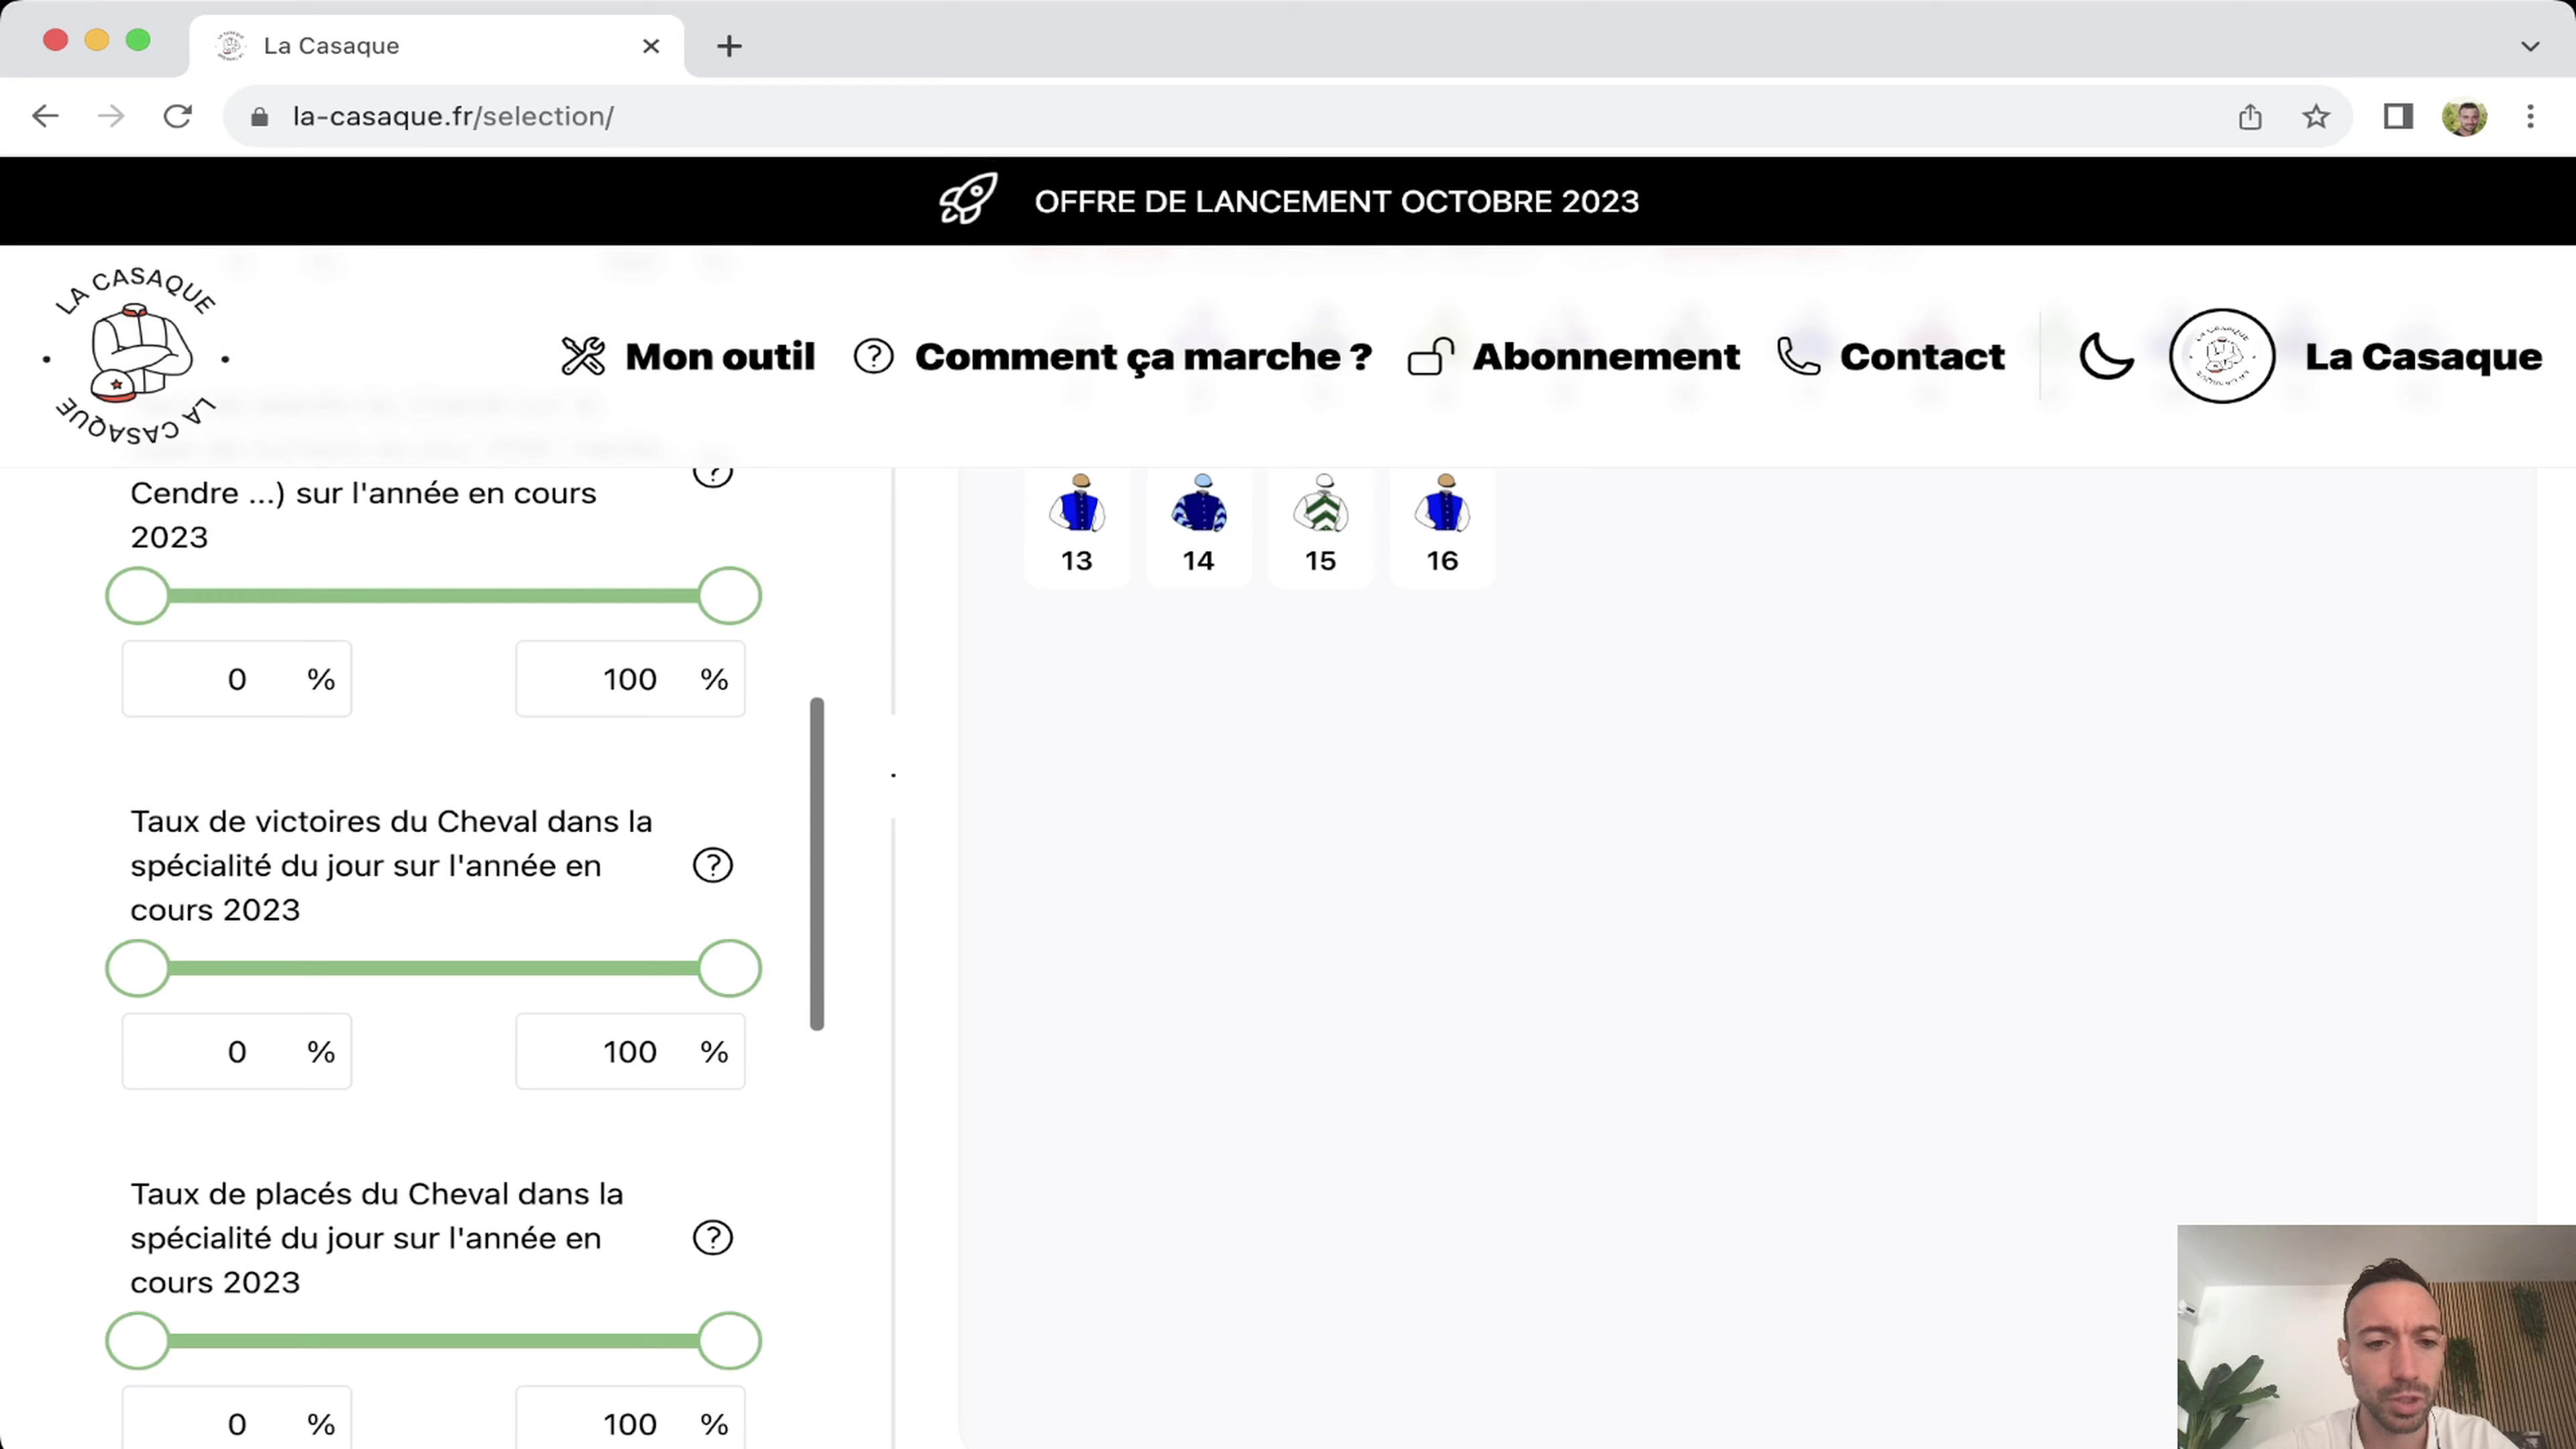 La Casaque
la-casaque.fr/selection/
OFFRE DE LANCEMENT OCTOBRE 2023
LA CASAQUE
LA CASAQUE
Mon outil
Comment ça marche ?
Abonnement
Contact
La Casaque
Cendre ...) sur l'année en cours
2023
0 %
100 %
Taux de victoires du Cheval dans la
spécialité du jour sur l'année en
cours 2023
0 %
100 %
Taux de placés du Cheval dans la
spécialité du jour sur l'année en
cours 2023
0 %
100 %
13
14
15
16